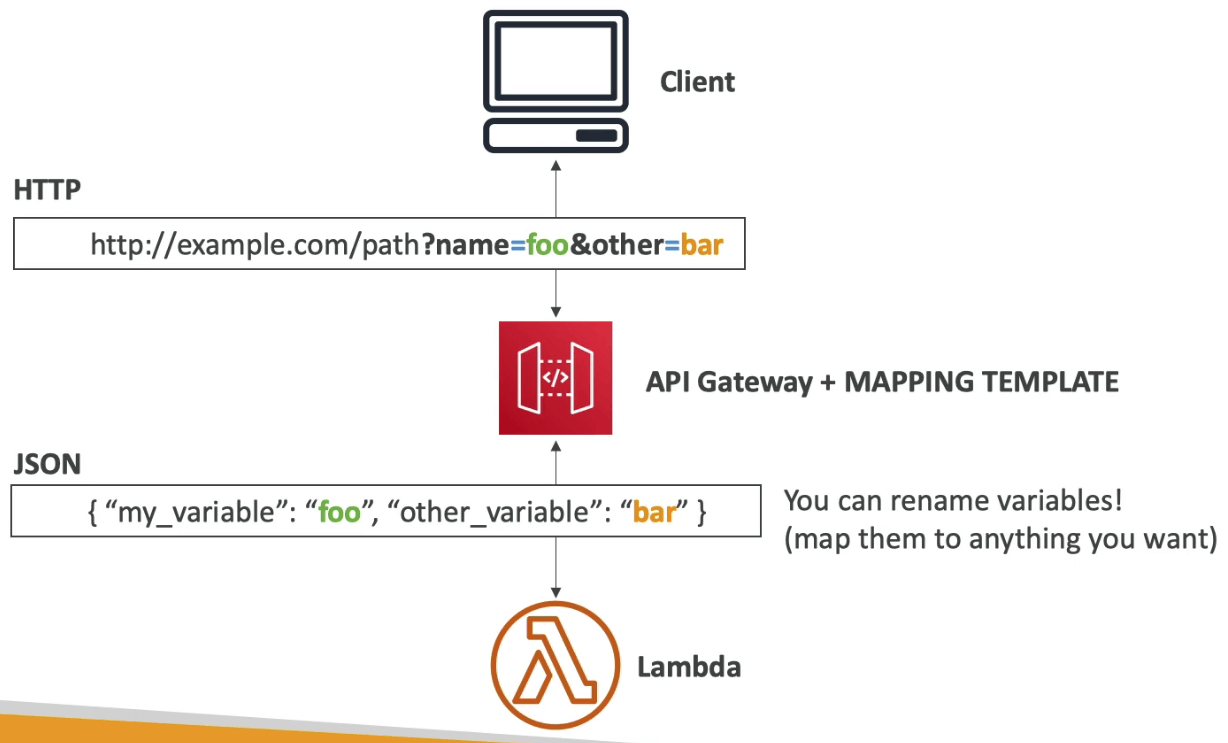 Client
HTTP
http://example.com/path?name=foo&other=bar
</>
API Gateway + MAPPING TEMPLATE
JSON
{ “my_variable”: “foo”, “other_variable”: “bar” }
You can rename variables!
(map them to anything you want)
Lambda